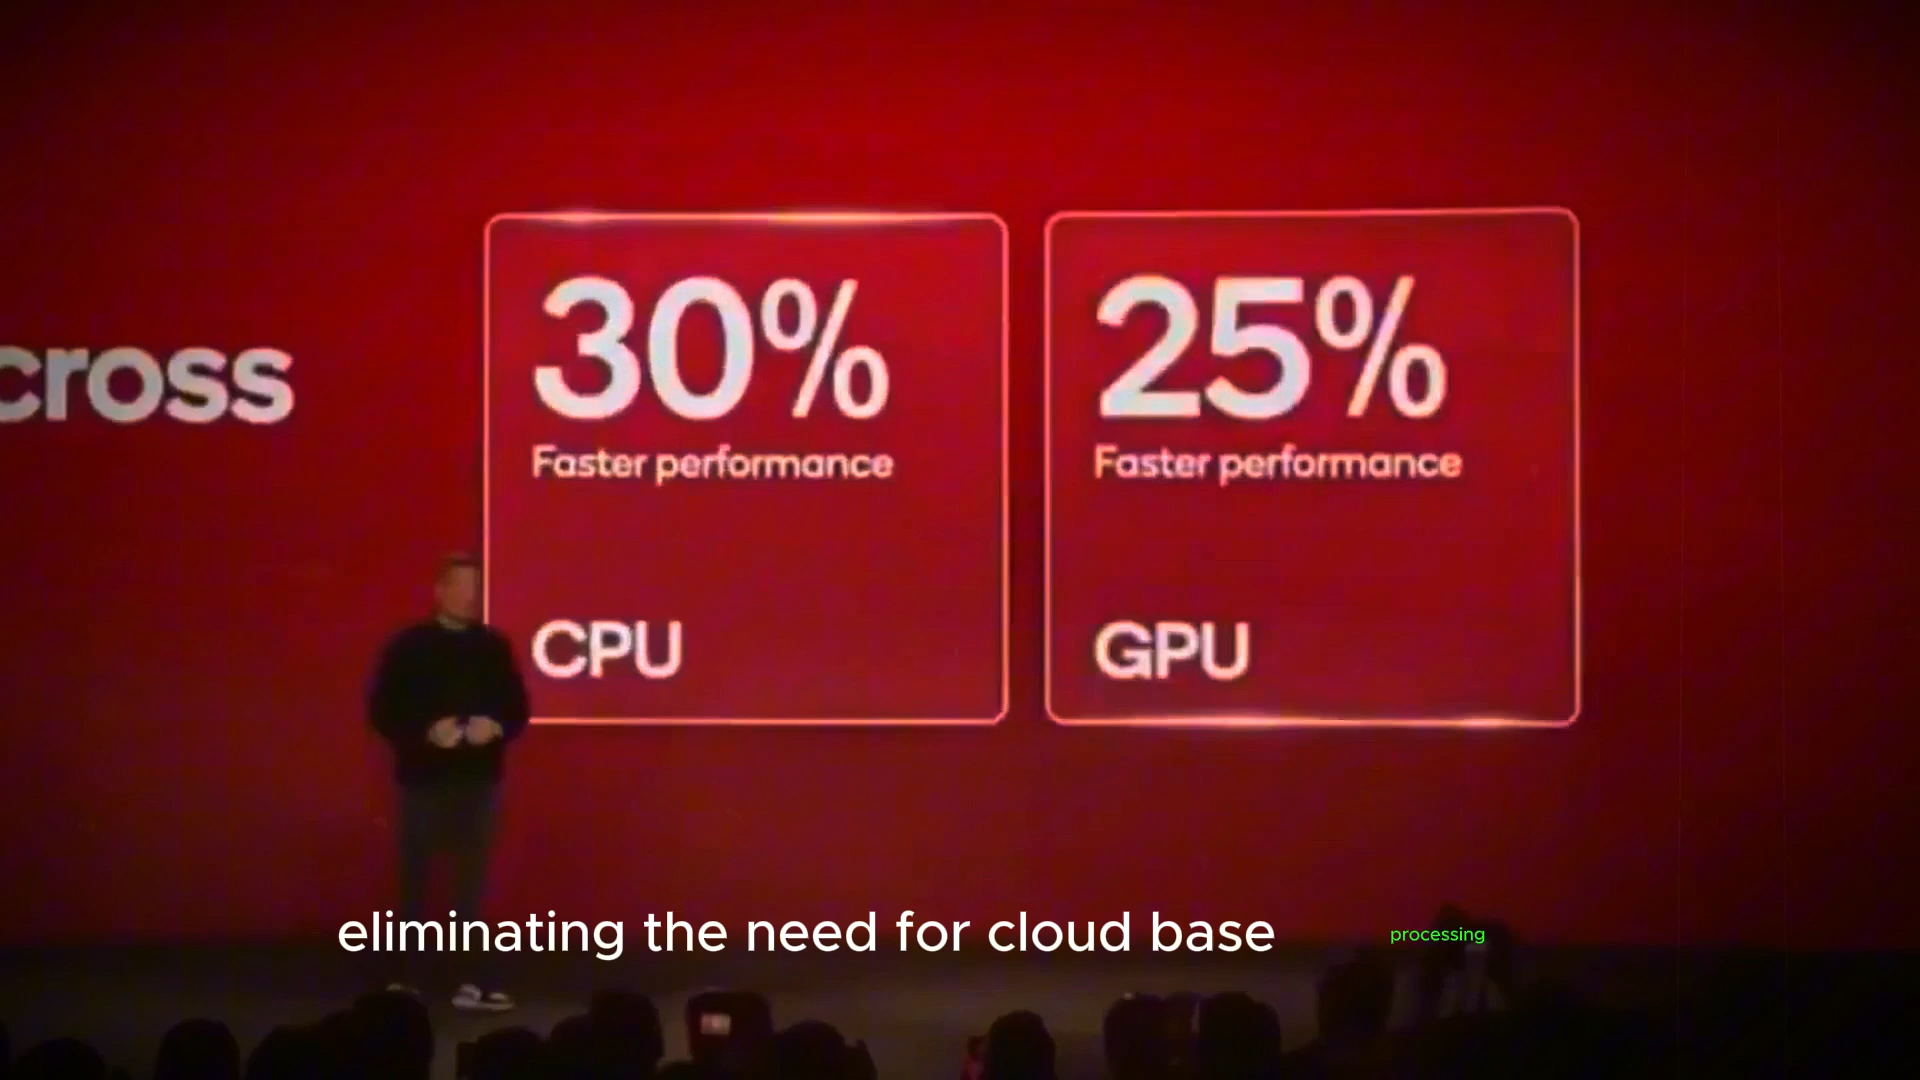 cross
30%
Faster performance
CPU
25%
Faster performance
GPU
eliminating the need for cloud base processing